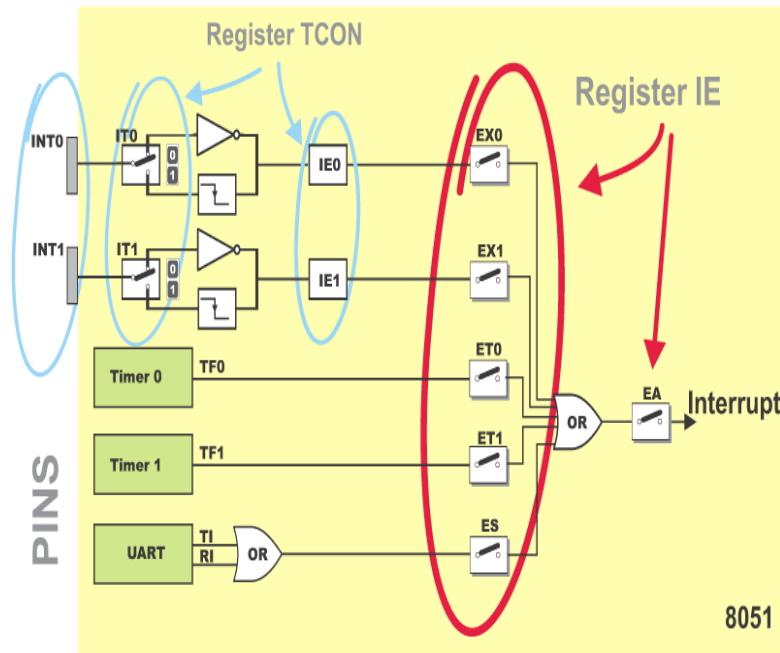 Register TCON
Register IE
INT0
IT0
0
1
IE0
EX0
INT1
IT1
0
1
IE1
EX1
Timer 0
TF0
ET0
EA
Interrupt
OR
Timer 1
TF1
ET1
PINS
UART
TI
RI
OR
ES
8051